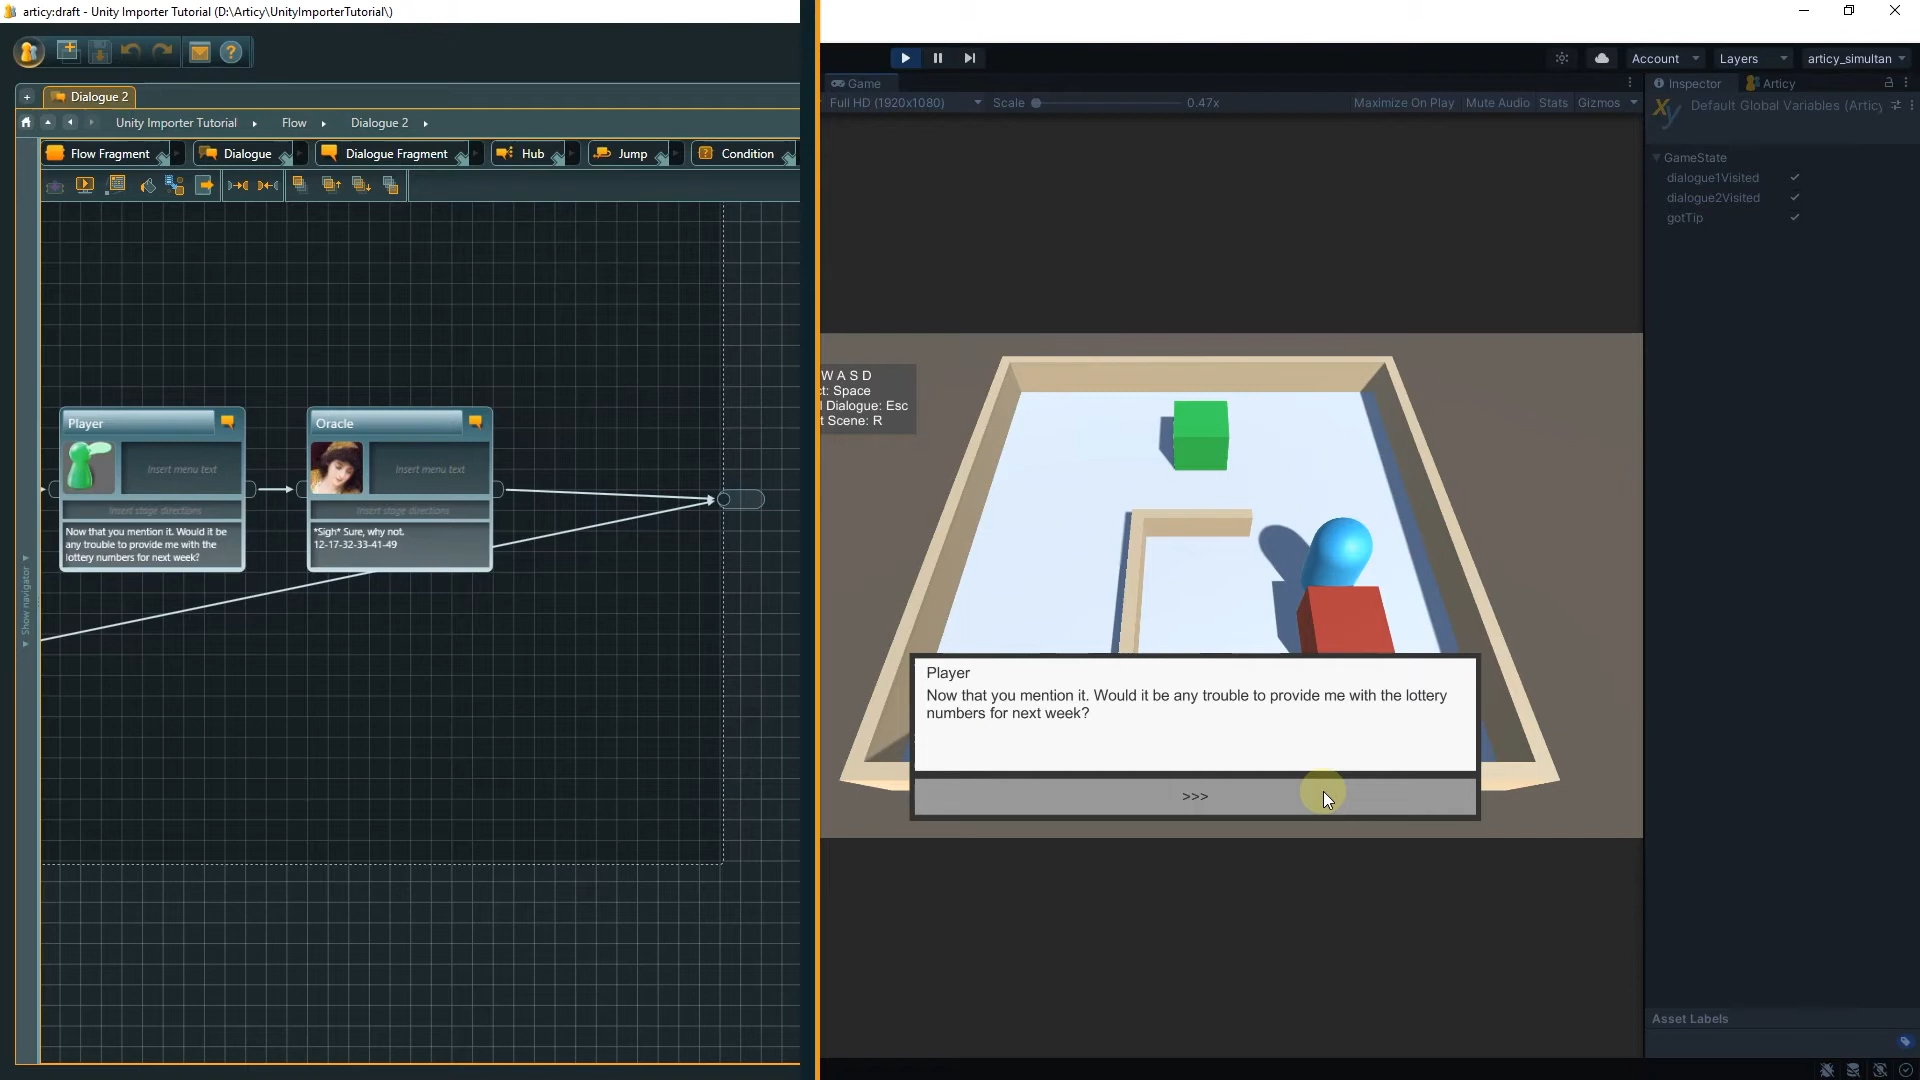 articy:draft - Unity Importer Tutorial (D:\Articy\UnityImporterTutorial\)
Dialogue 2
Unity Importer Tutorial
Flow
Dialogue 2
Flow Fragment
Dialogue
Dialogue Fragment
Hub
Jump
Condition
Show navigator
Player
Insert menu text
Insert stage directions
Now that you mention it. Would it be
any trouble to provide me with the
lottery numbers for next week?
Oracle
Insert menu text
Insert stage directions
*Sigh* Sure, why not.
12-17-32-33-41-49
Account
Layers
articy_simultan
Game
Full HD (1920x1080)
Scale
0.47x
Maximize On Play
Mute Audio
Stats
Gizmos
W A S D
ct: Space
l Dialogue: Esc
t Scene: R
Player
Now that you mention it. Would it be any trouble to provide me with the lottery
numbers for next week?
>>>
Inspector
Articy
Default Global Variables (Articy
GameState
dialogue1Visited
dialogue2Visited
gotTip
Asset Labels